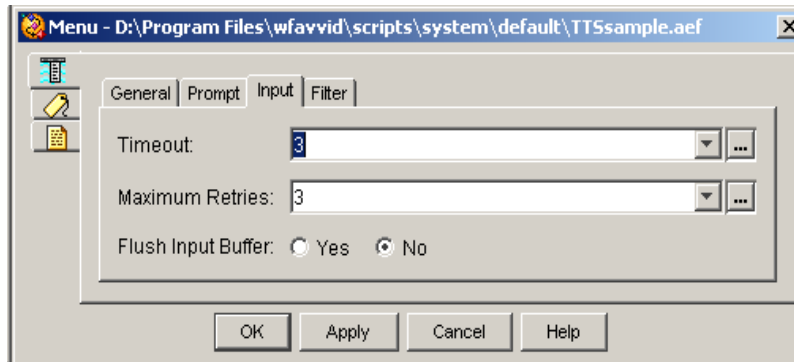 Menu - D:\Program Files\wfavvid\scripts\system\default\TTSsample.aef
General Prompt Input Filter
Timeout: 3 ...
Maximum Retries: 3 ...
Flush Input Buffer: Yes No
OK Apply Cancel Help